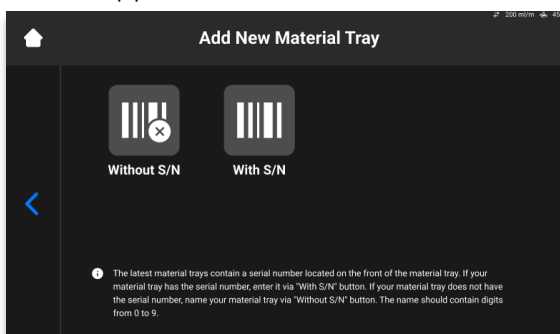 200 ml/m 45
Add New Material Tray
Without S/N With S/N
The latest material trays contain a serial number located on the front of the material tray. If your
material tray has the serial number, enter it via "With S/N" button. If your material tray does not have
the serial number, name your material tray via "Without S/N" button. The name should contain digits
from 0 to 9.